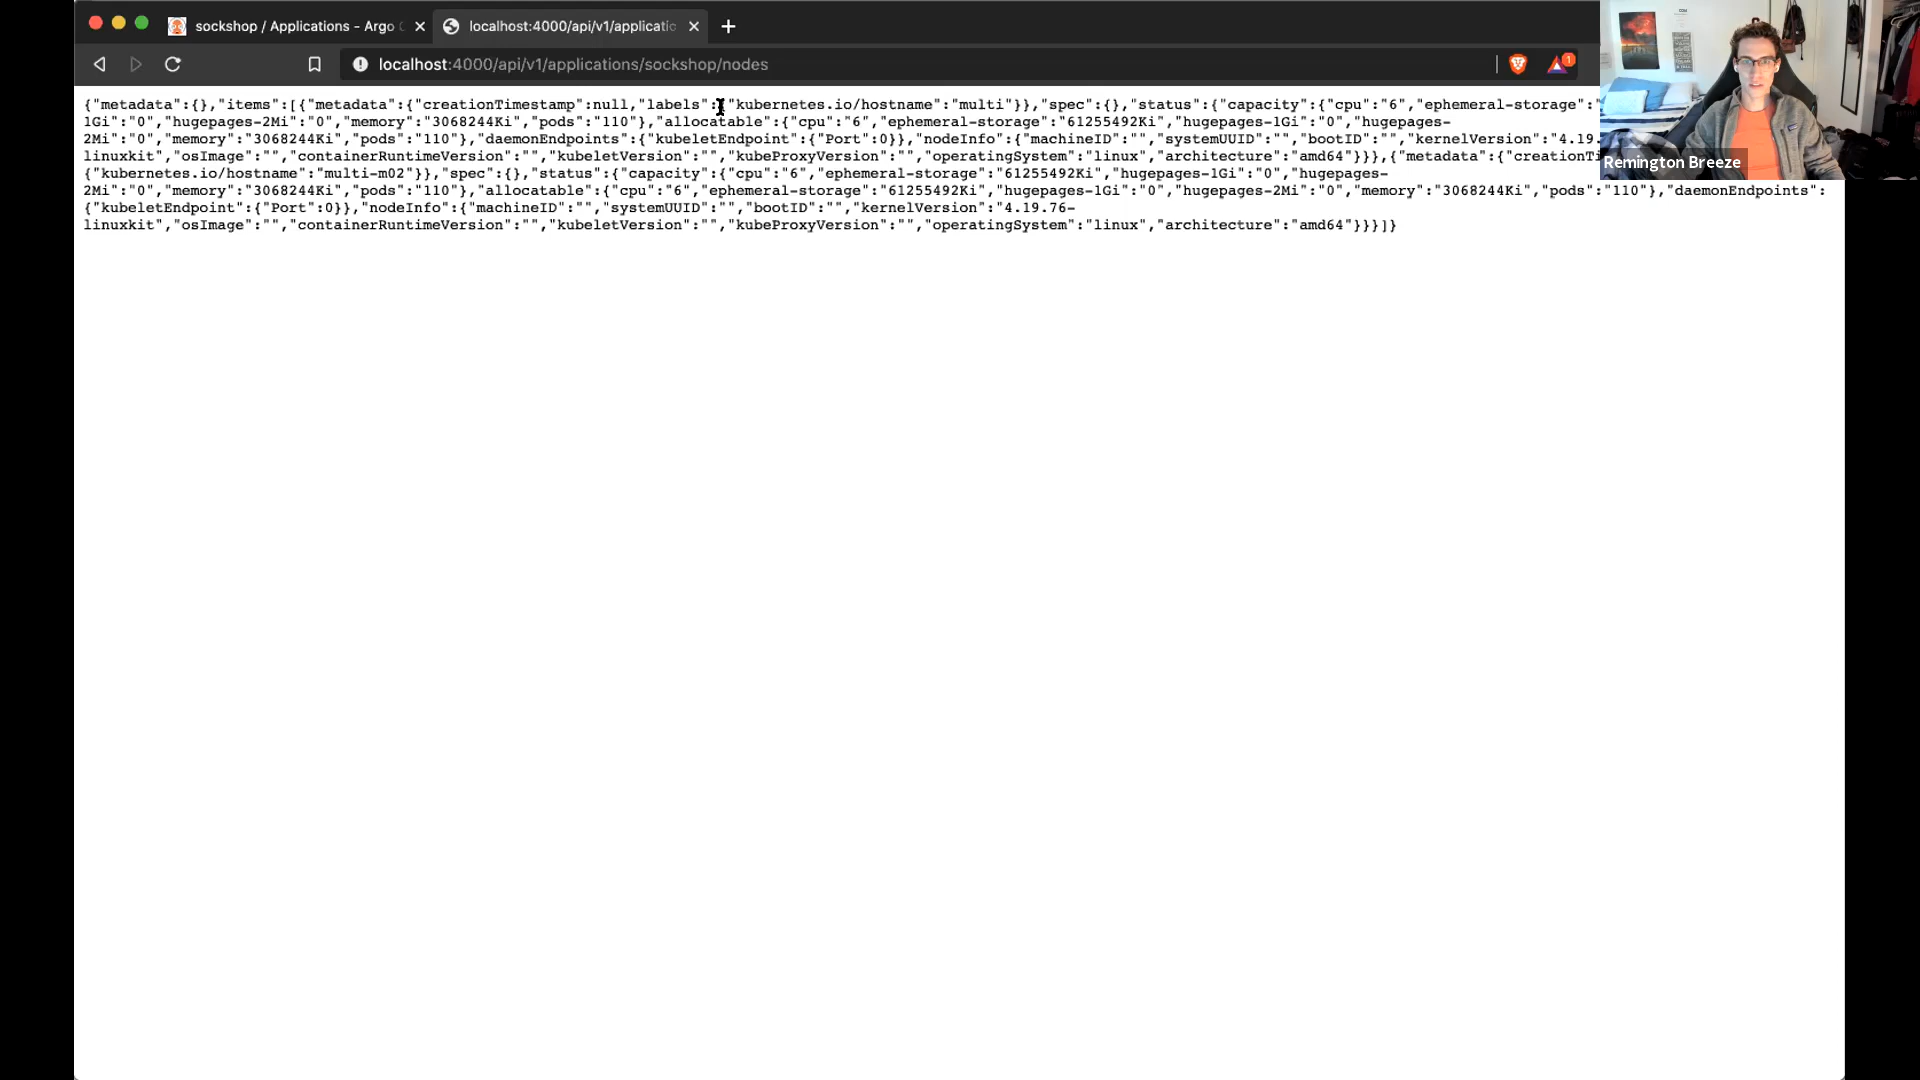 sockshop / Applications - Argo
localhost:4000/api/v1/applicatio
localhost:4000/api/v1/applications/sockshop/nodes
1
{"metadata":{},"items":[{"metadata":{"creationTimestamp":null,"labels":{"kubernetes.io/hostname":"multi"}},"spec":{},"status":{"capacity":{"cpu":"6","ephemeral-storage":"
1Gi":"0","hugepages-2Mi":"0","memory":"3068244Ki","pods":"110"},"allocatable":{"cpu":"6","ephemeral-storage":"61255492Ki","hugepages-1Gi":"0","hugepages-
2Mi":"0","memory":"3068244Ki","pods":"110"},"daemonEndpoints":{"kubeletEndpoint":{"Port":0}},"nodeInfo":{"machineID":"","systemUUID":"","bootID":"","kernelVersion":"4.19.
linuxkit","osImage":"","containerRuntimeVersion":"","kubeletVersion":"","kubeProxyVersion":"","operatingSystem":"linux","architecture":"amd64"}}},{"metadata":{"creationTi
{"kubernetes.io/hostname":"multi-m02"}},"spec":{},"status":{"capacity":{"cpu":"6","ephemeral-storage":"61255492Ki","hugepages-1Gi":"0","hugepages-
2Mi":"0","memory":"3068244Ki","pods":"110"},"allocatable":{"cpu":"6","ephemeral-storage":"61255492Ki","hugepages-1Gi":"0","hugepages-2Mi":"0","memory":"3068244Ki","pods":"110"},"daemonEndpoints":
{"kubeletEndpoint":{"Port":0}},"nodeInfo":{"machineID":"","systemUUID":"","bootID":"","kernelVersion":"4.19.76-
linuxkit","osImage":"","containerRuntimeVersion":"","kubeletVersion":"","kubeProxyVersion":"","operatingSystem":"linux","architecture":"amd64"}}}]}
Remington Breeze